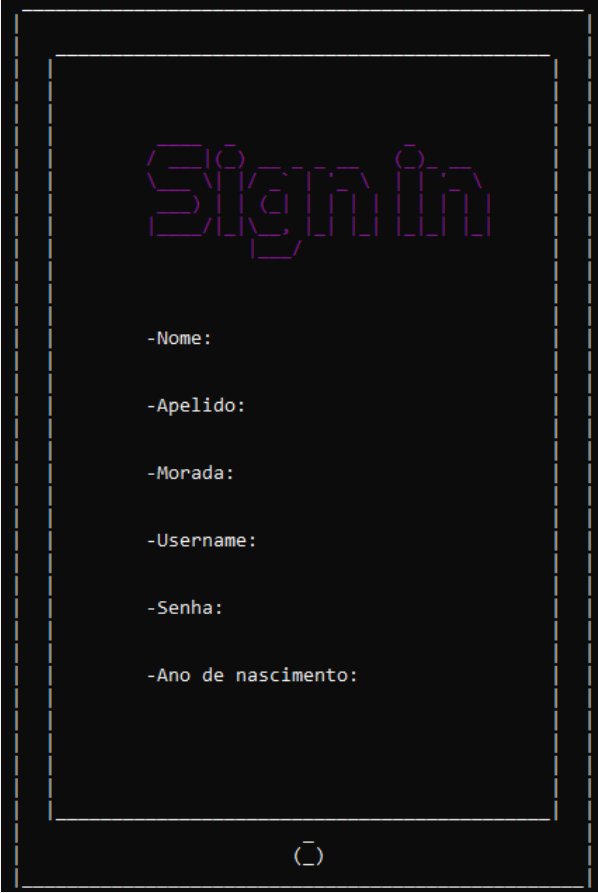 Sign in
-Nome:
-Apelido:
-Morada:
-Username:
-Senha:
-Ano de nascimento: